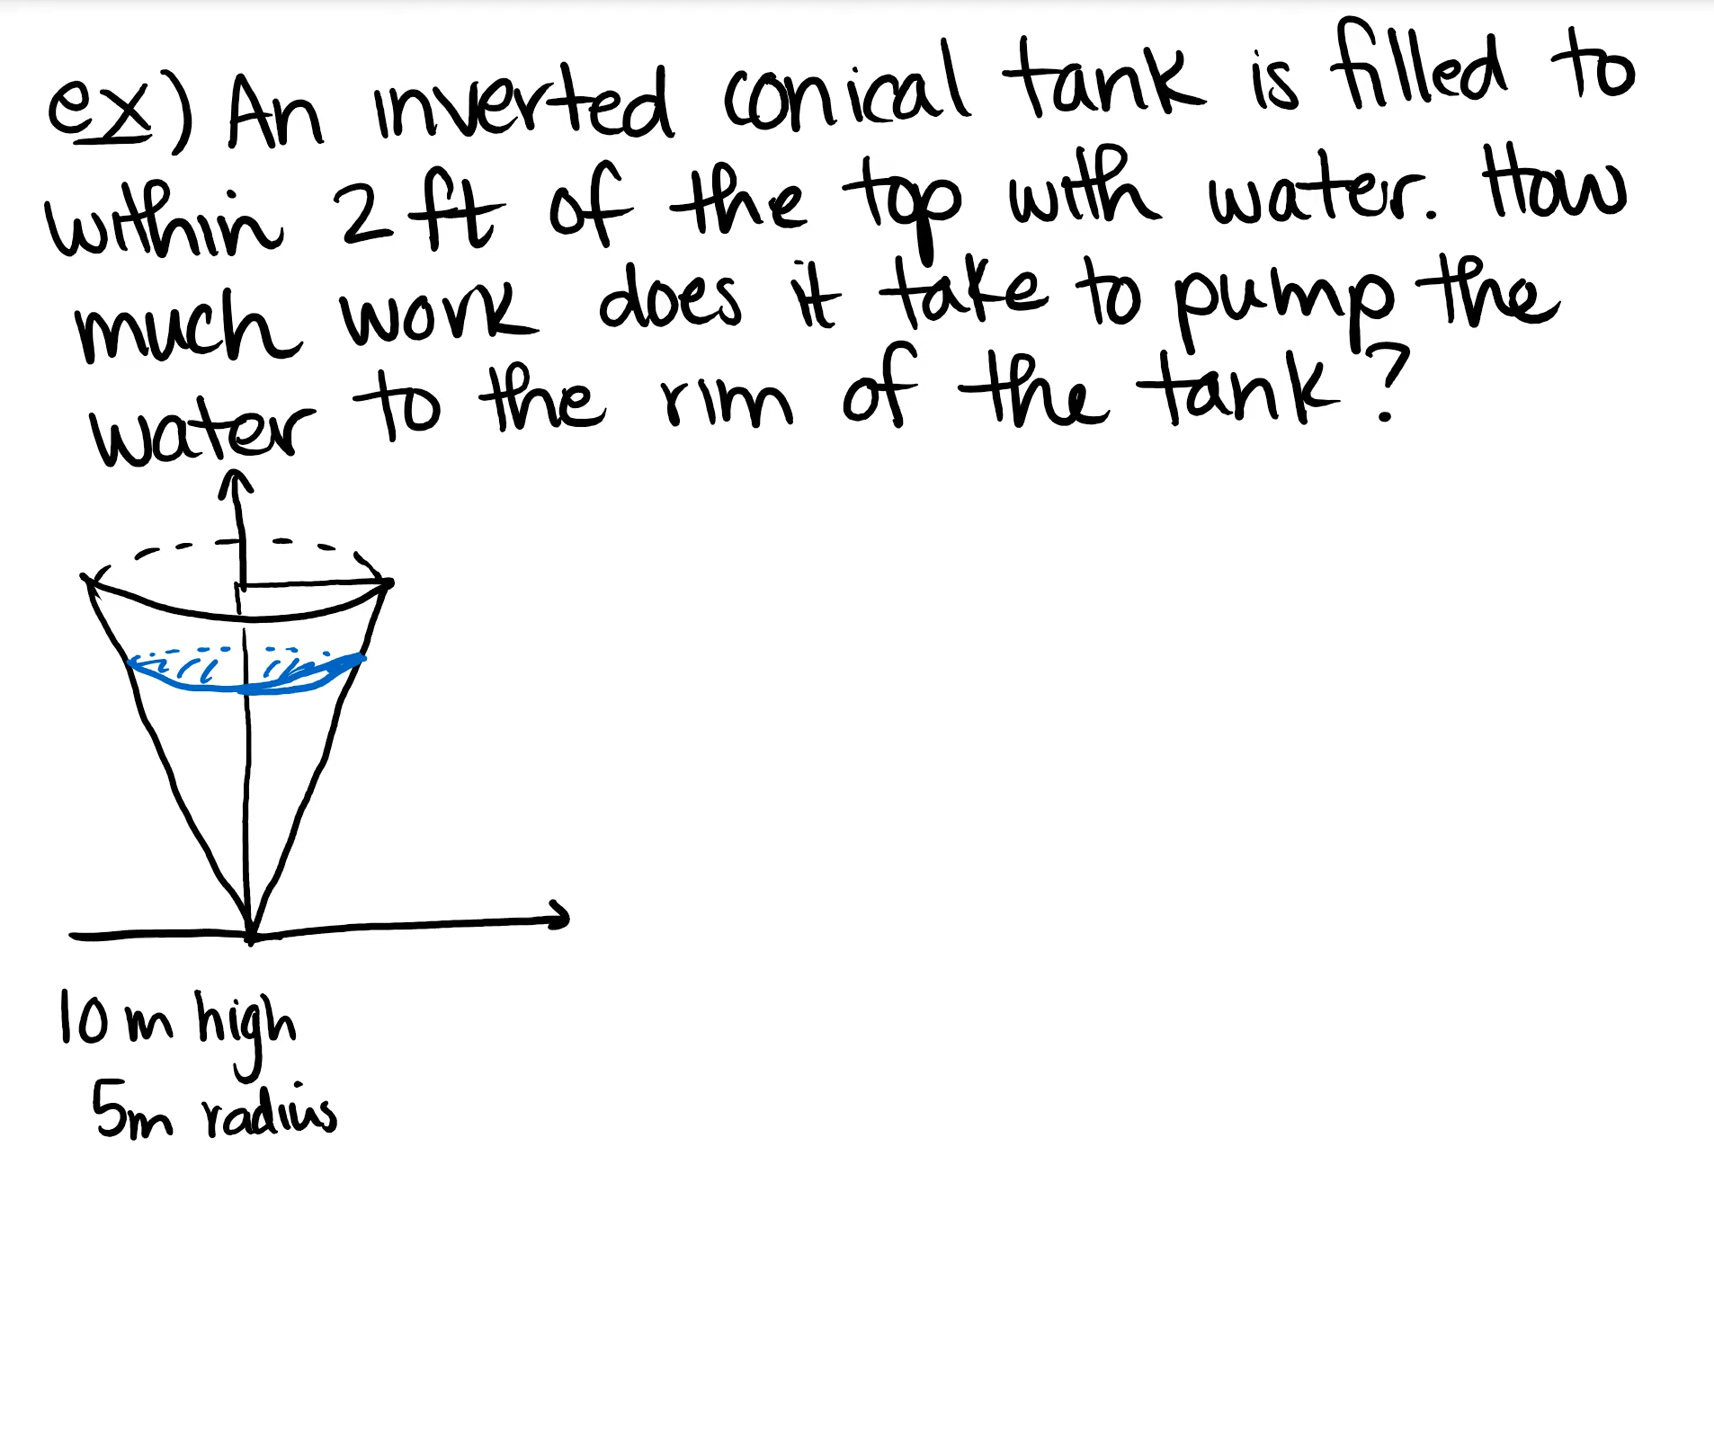 ex) An inverted conical tank is filled to
within 2 ft of the top with water. How
much work does it take to pump the
water to the rim of the tank?
10 m high
5m radius